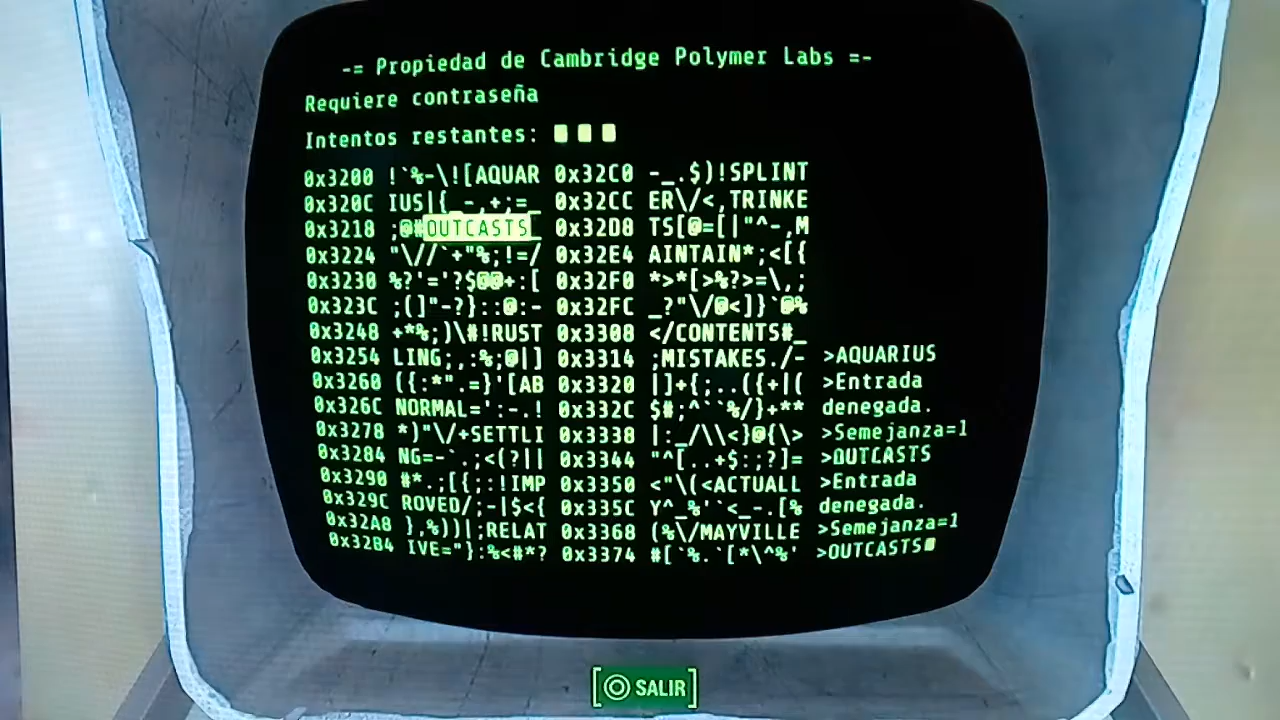 -= Propiedad de Cambridge Polymer Labs =-
Requiere contraseña
Intentos restantes:
0x3200 !`%-\![AQUAR 0x32C0 -_.$)!SPLINT
0x320C IUS|{_-,+;=_ 0x32CC ER\/<,TRINKE
0x3218 ;@#OUTCASTS_ 0x32D8 TS[@=[|"^-,M
0x3224 "\//`+"%;!=/ 0x32E4 AINTAIN*;<[{
0x3230 %?'='?$@@+:[ 0x32F0 *>*[>%?>=\,;
0x323C ;(]"-?}::@:- 0x32FC _?"\/@<]}`@%
0x3248 +*%;)\#!RUST 0x3308 </CONTENTS#_
0x3254 LING;,:%;@|] 0x3314 ;MISTAKES./- >AQUARIUS
0x3260 ({:*".=}'[AB 0x3320 |]+{;..({+|( >Entrada
0x326C NORMAL=':-.! 0x332C $#;^``%/}+** denegada.
0x3278 *)"\/+SETTLI 0x3338 |:_/\\<}@{\> >Semejanza=1
0x3284 NG=-`.;<(?|| 0x3344 "^[..+$:;?]= >OUTCASTS
0x3290 #*.;[{;:!IMP 0x3350 <"\(<ACTUALL >Entrada
0x329C ROVED/;-|$<{ 0x335C Y^_%'`<_-.[% denegada.
0x32A8 },%))|;RELAT 0x3368 (%\/MAYVILLE >Semejanza=1
0x32B4 IVE="}:%<#*? 0x3374 #[`%.`[*\^%' >OUTCASTS
SALIR